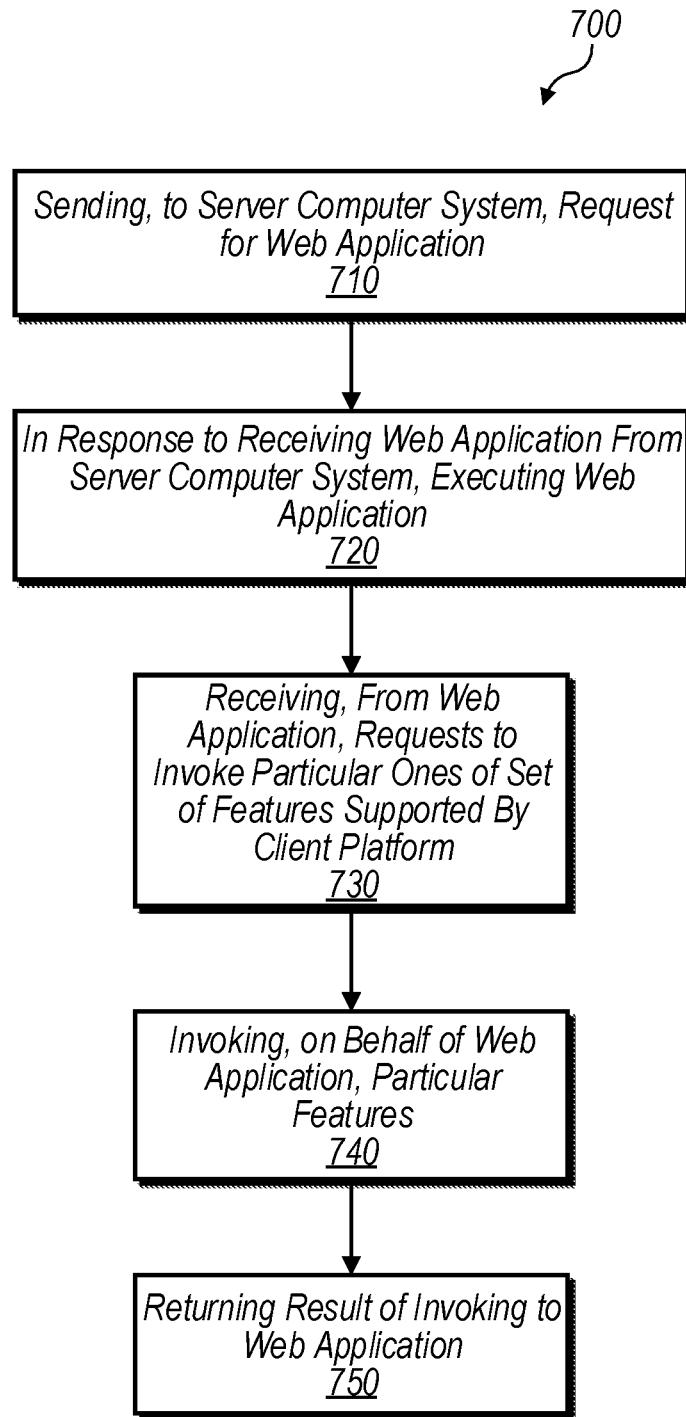 700
Sending, to Server Computer System, Request
for Web Application
710
In Response to Receiving Web Application From
Server Computer System, Executing Web
Application
720
Receiving, From Web
Application, Requests to
Invoke Particular Ones of Set
of Features Supported By
Client Platform
730
Invoking, on Behalf of Web
Application, Particular
Features
740
Returning Result of Invoking to
Web Application
750